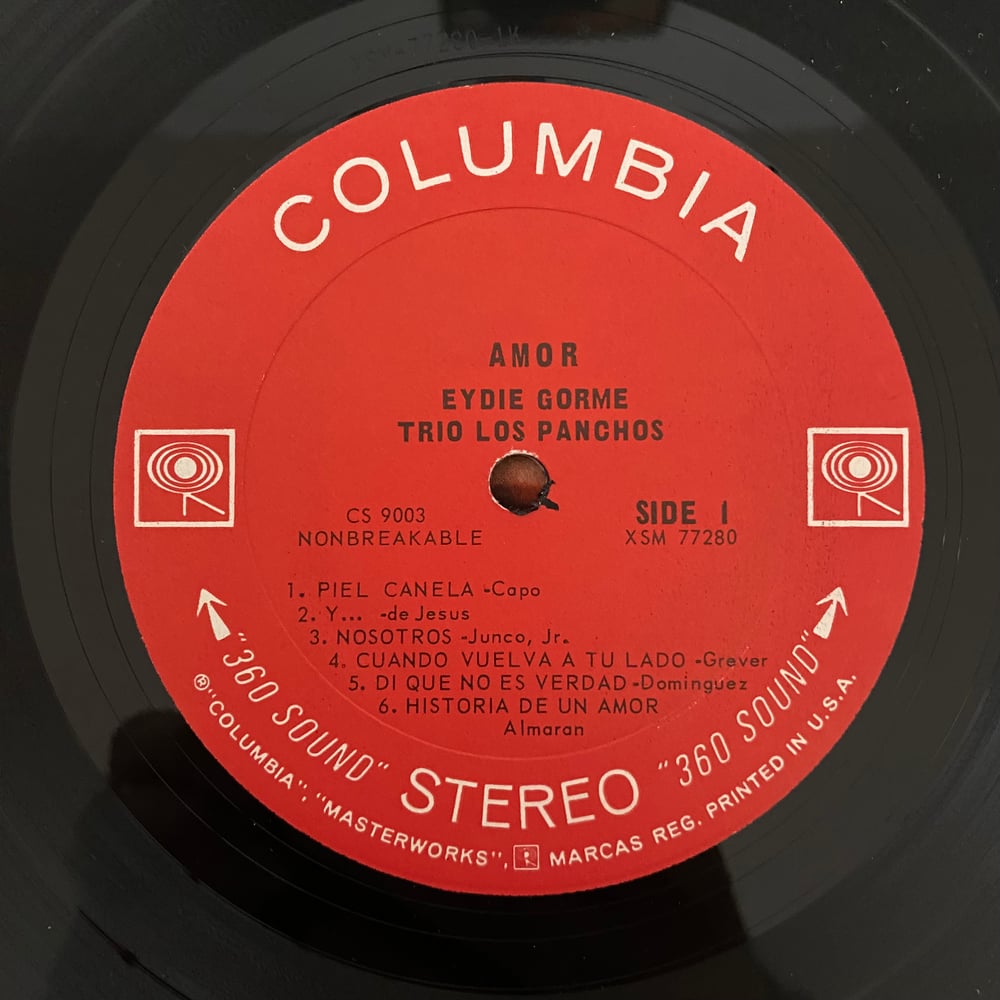 COLUMBIA
AMOR
EYDIE GORME
TRIO LOS PANCHOS
CS 9003
NONBREAKABLE
SIDE 1
XSM 77280
1. PIEL CANELA -Capo
2. Y... -de Jesus
3. NOSOTROS -Junco, Jr.
4. CUANDO VUELVA A TU LADO -Grever
5. DI QUE NO ES VERDAD -Dominguez
6. HISTORIA DE UN AMOR
Almaran
"360 SOUND" STEREO "360 SOUND"
® "COLUMBIA", "MASTERWORKS", MARCAS REG. PRINTED IN U.S.A.